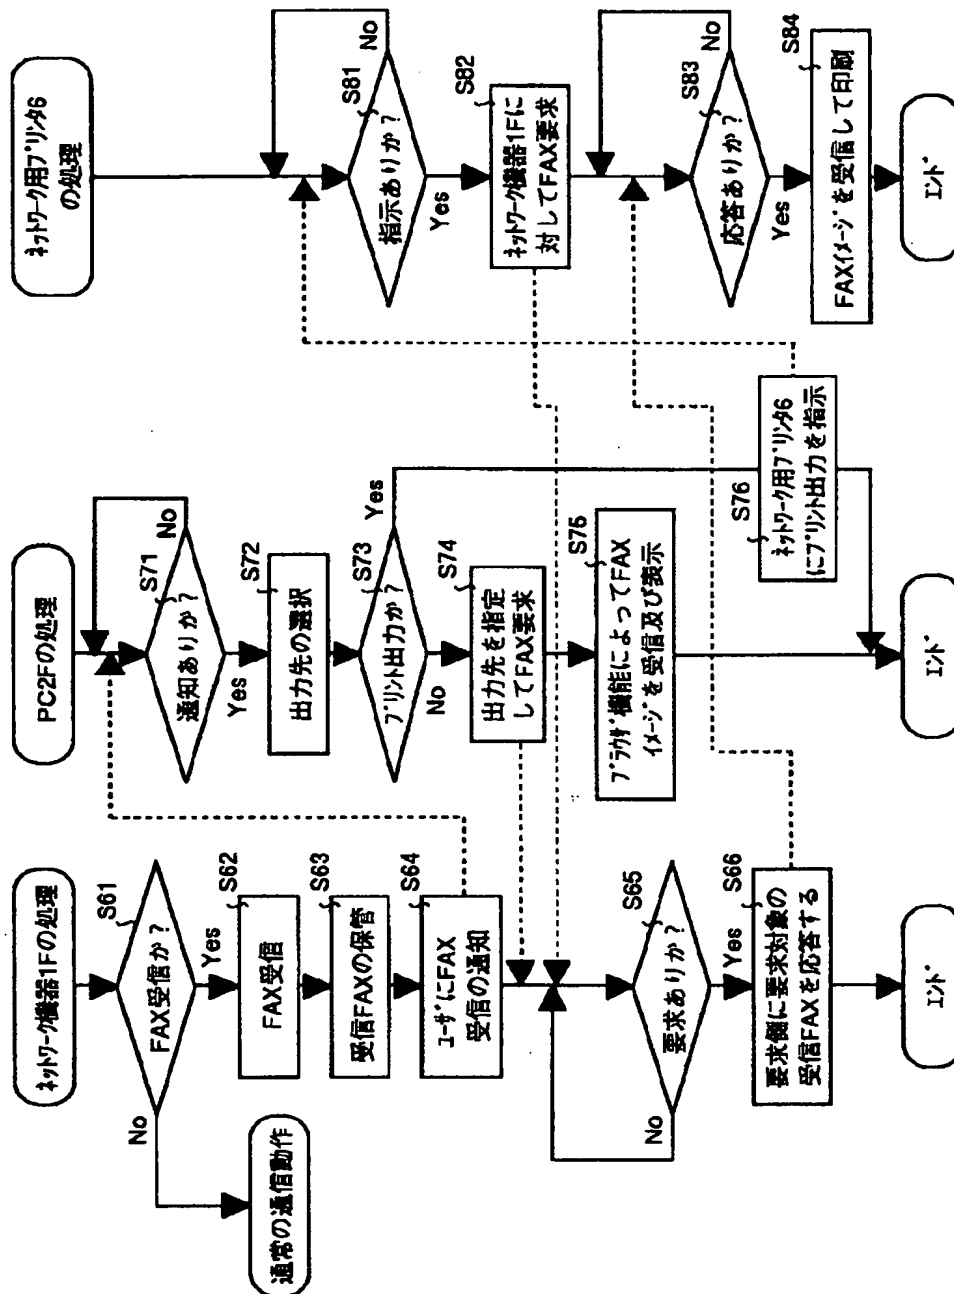 ネットワーク機器1Fの処理
S61
FAX受信か?
No
Yes
通常の通信動作
S62
FAX受信
S63
受信FAXの保管
S64
ユーザにFAX
受信の通知
S65
要求ありか?
No
Yes
S66
要求側に要求対象の
受信FAXを応答する
エンド
PC2Fの処理
S71
通知ありか?
No
Yes
S72
出力先の選択
S73
プリント出力か?
Yes
No
S74
出力先を指定
してFAX要求
S75
ブラウザ機能によってFAX
イメージを受信及び表示
S76
ネットワーク用プリンタ6
にプリント出力を指示
エンド
ネットワーク用プリンタ6
の処理
S81
指示ありか?
No
Yes
S82
ネットワーク機器1Fに
対してFAX要求
S83
応答ありか?
No
Yes
S84
FAXイメージを受信して印刷
エンド